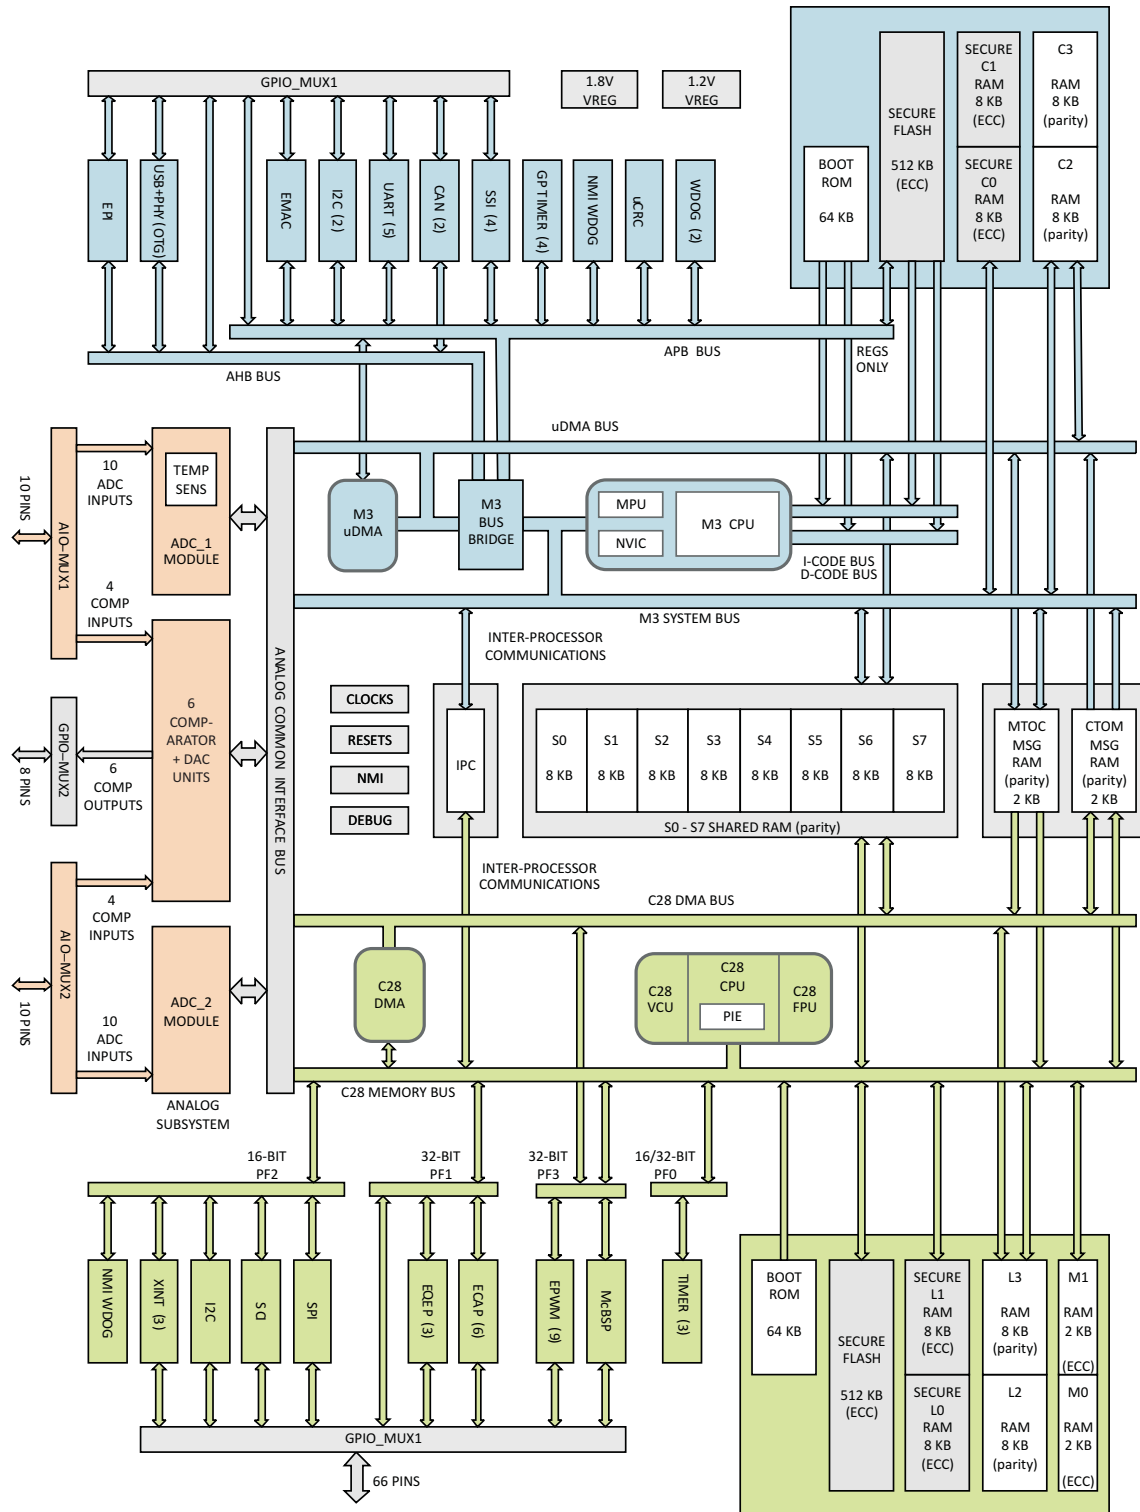 GPIO_MUX1
1.8V
VREG
1.2V
VREG
EPI
USB+PHY (OTG)
EMAC
I2C (2)
UART (5)
CAN (2)
SSI (4)
GP TIMER (4)
NMI WDOG
uCRC
WDOG (2)
BOOT
ROM
64 KB
SECURE
FLASH
512 KB
(ECC)
SECURE
C1
RAM
8 KB
(ECC)
SECURE
C0
RAM
8 KB
(ECC)
C3
RAM
8 KB
(parity)
C2
RAM
8 KB
(parity)
APB BUS
REGS
ONLY
AHB BUS
uDMA BUS
10 PINS
AIO-MUX1
10
ADC
INPUTS
4
COMP
INPUTS
TEMP
SENS
ADC_1
MODULE
M3
uDMA
M3
BUS
BRIDGE
MPU
NVIC
M3 CPU
I-CODE BUS
D-CODE BUS
M3 SYSTEM BUS
INTER-PROCESSOR
COMMUNICATIONS
ANALOG COMMON INTERFACE BUS
8 PINS
GPIO-MUX2
6
COMP
OUTPUTS
6
COMP-
ARATOR
+ DAC
UNITS
CLOCKS
RESETS
NMI
DEBUG
IPC
S0
8 KB
S1
8 KB
S2
8 KB
S3
8 KB
S4
8 KB
S5
8 KB
S6
8 KB
S7
8 KB
S0 - S7 SHARED RAM (parity)
MTOC
MSG
RAM
(parity)
2 KB
CTOM
MSG
RAM
(parity)
2 KB
INTER-PROCESSOR
COMMUNICATIONS
C28 DMA BUS
10 PINS
AIO-MUX2
4
COMP
INPUTS
10
ADC
INPUTS
ADC_2
MODULE
ANALOG
SUBSYSTEM
C28
DMA
C28
VCU
C28
CPU
PIE
C28
FPU
C28 MEMORY BUS
16-BIT
PF2
32-BIT
PF1
32-BIT
PF3
16/32-BIT
PF0
NMI WDOG
XINT (3)
I2C
SCI
SPI
EQEP (3)
ECAP (6)
EPWM (9)
McBSP
TIMER (3)
BOOT
ROM
64 KB
SECURE
FLASH
512 KB
(ECC)
SECURE
L1
RAM
8 KB
(ECC)
SECURE
L0
RAM
8 KB
(ECC)
L3
RAM
8 KB
(parity)
L2
RAM
8 KB
(parity)
M1
RAM
2 KB
(ECC)
M0
RAM
2 KB
(ECC)
GPIO_MUX1
66 PINS